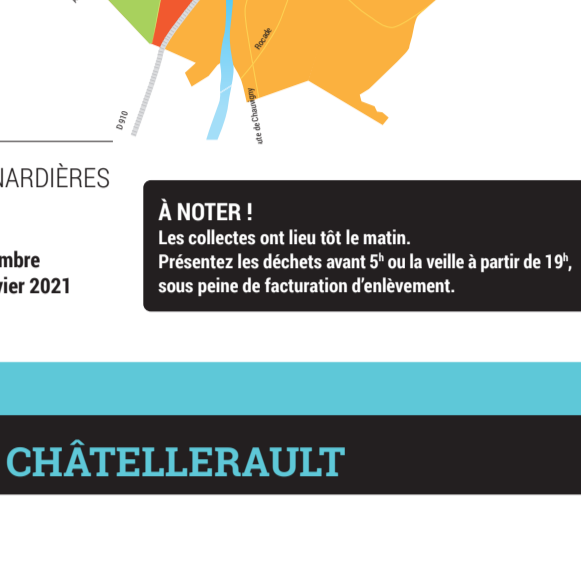 Rocade
D 910
ute de Chauvigny
NARDIÈRES
mbre
vier 2021
À NOTER !
Les collectes ont lieu tôt le matin.
Présentez les déchets avant 5h ou la veille à partir de 19h,
sous peine de facturation d'enlèvement.
CHÂTELLERAULT